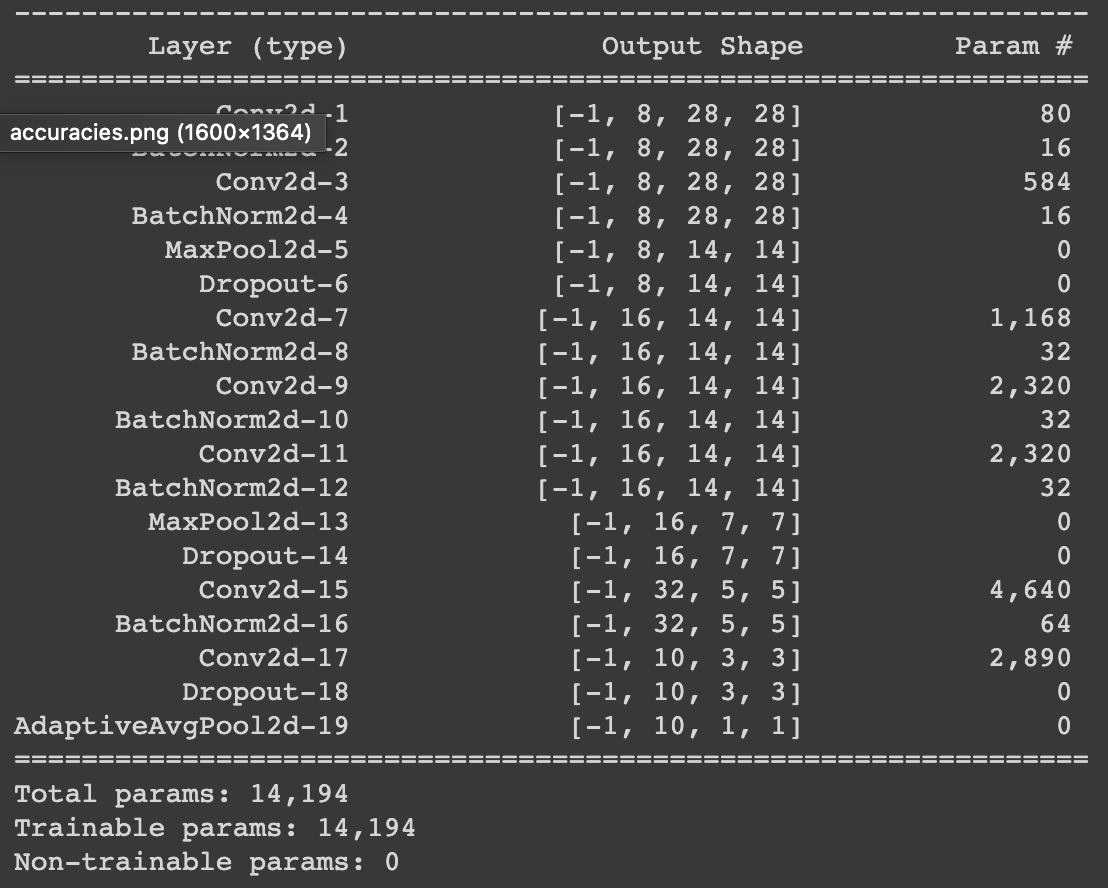 ----------------------------------------------------------------
Layer (type) Output Shape Param #
================================================================
Conv2d-1 [-1, 8, 28, 28] 80
accuracies.png (1600×1364)
BatchNorm2d-2 [-1, 8, 28, 28] 16
Conv2d-3 [-1, 8, 28, 28] 584
BatchNorm2d-4 [-1, 8, 28, 28] 16
MaxPool2d-5 [-1, 8, 14, 14] 0
Dropout-6 [-1, 8, 14, 14] 0
Conv2d-7 [-1, 16, 14, 14] 1,168
BatchNorm2d-8 [-1, 16, 14, 14] 32
Conv2d-9 [-1, 16, 14, 14] 2,320
BatchNorm2d-10 [-1, 16, 14, 14] 32
Conv2d-11 [-1, 16, 14, 14] 2,320
BatchNorm2d-12 [-1, 16, 14, 14] 32
MaxPool2d-13 [-1, 16, 7, 7] 0
Dropout-14 [-1, 16, 7, 7] 0
Conv2d-15 [-1, 32, 5, 5] 4,640
BatchNorm2d-16 [-1, 32, 5, 5] 64
Conv2d-17 [-1, 10, 3, 3] 2,890
Dropout-18 [-1, 10, 3, 3] 0
AdaptiveAvgPool2d-19 [-1, 10, 1, 1] 0
================================================================
Total params: 14,194
Trainable params: 14,194
Non-trainable params: 0